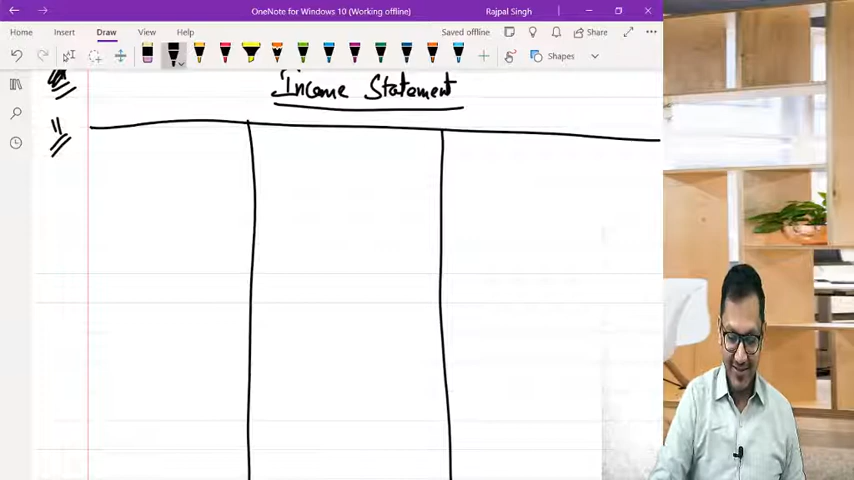 OneNote for Windows 10 (Working offline)
Rajpal Singh
Home Insert Draw View Help
Saved offline
Share
Shapes
Income Statement